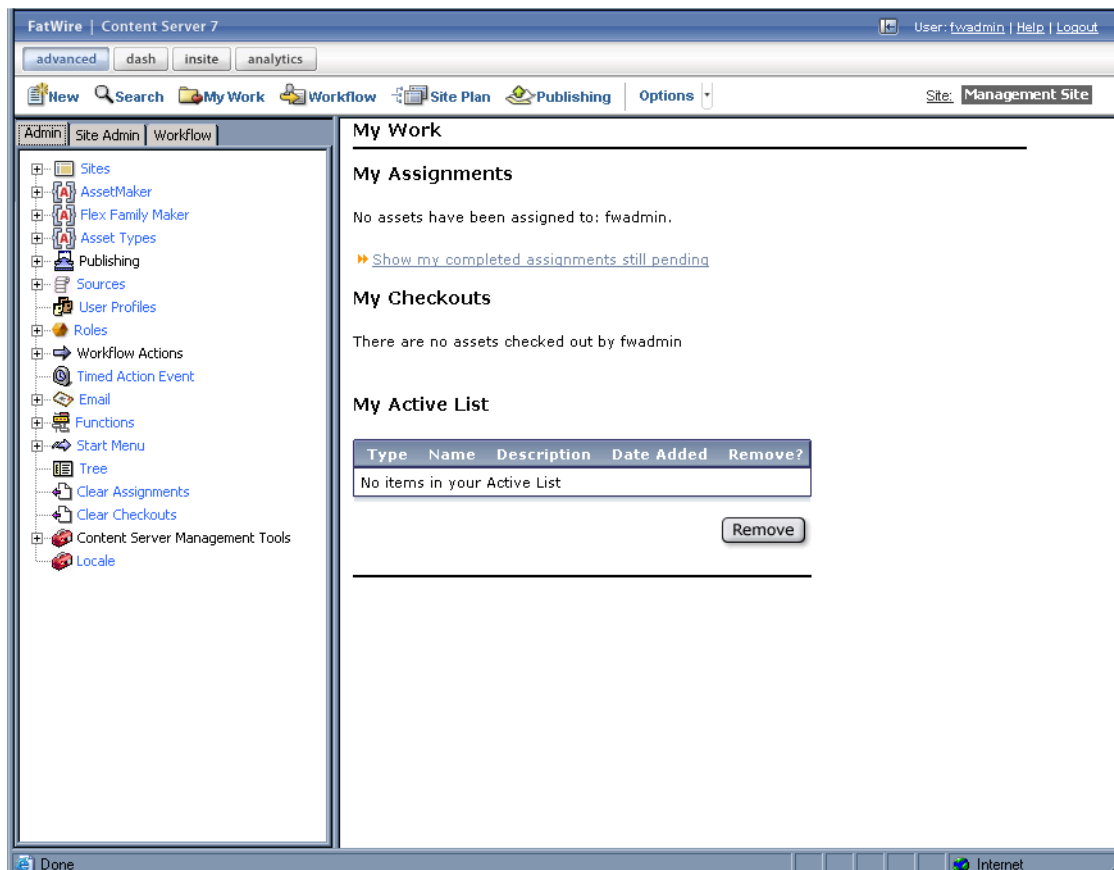 FatWire | Content Server 7
User: fwadmin | Help | Logout
advanced dash insite analytics
New Search My Work Workflow Site Plan Publishing Options Site: Management Site
Admin Site Admin Workflow
Sites
AssetMaker
Flex Family Maker
Asset Types
Publishing
Sources
User Profiles
Roles
Workflow Actions
Timed Action Event
Email
Functions
Start Menu
Tree
Clear Assignments
Clear Checkouts
Content Server Management Tools
Locale
My Work
My Assignments
No assets have been assigned to: fwadmin.
Show my completed assignments still pending
My Checkouts
There are no assets checked out by fwadmin
My Active List
Type Name Description Date Added Remove?
No items in your Active List
Remove
Done
Internet